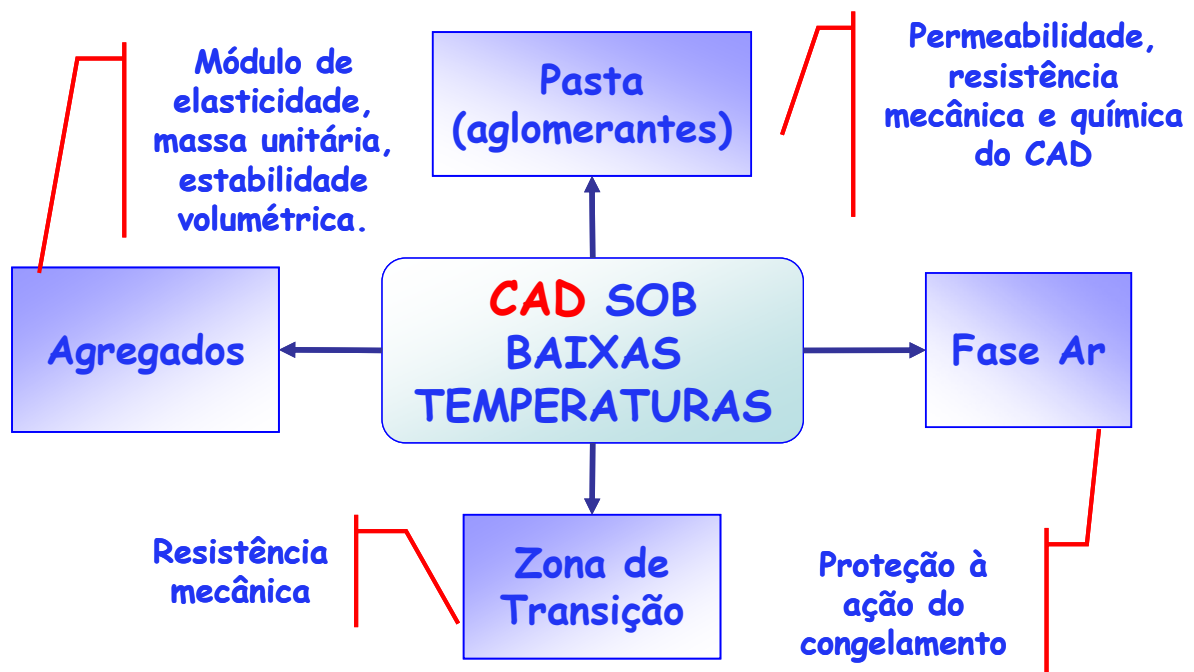 Módulo de
elasticidade,
massa unitária,
estabilidade
volumétrica.
Pasta
(aglomerantes)
Permeabilidade,
resistência
mecânica e química
do CAD
Agregados
CAD SOB
BAIXAS
TEMPERATURAS
Fase Ar
Resistência
mecânica
Zona de
Transição
Proteção à
ação do
congelamento